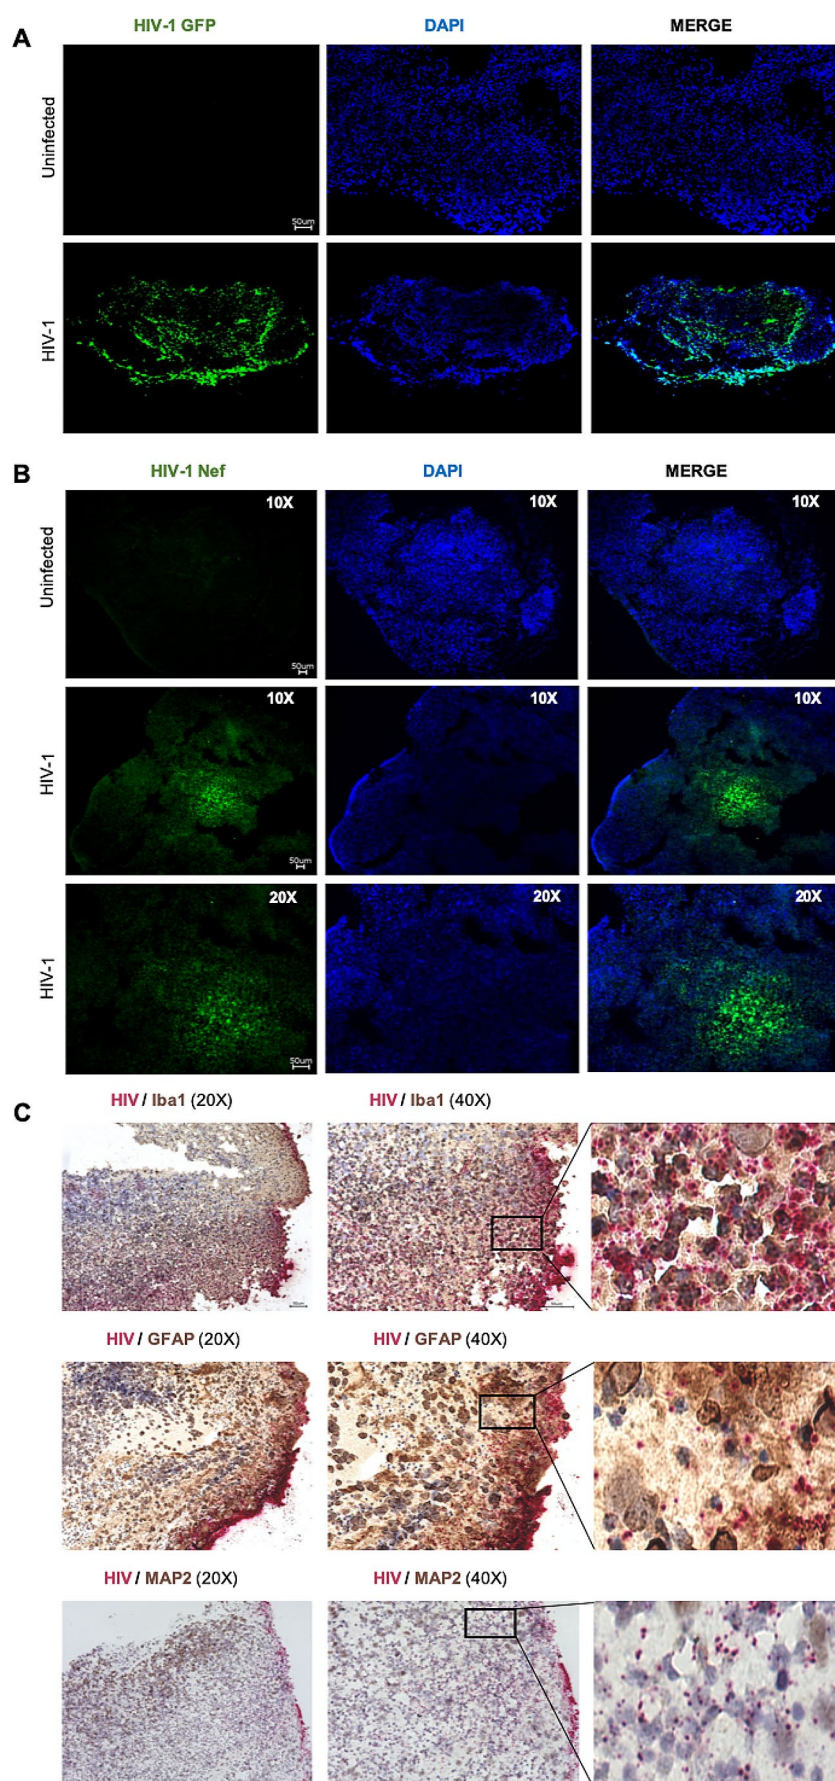 A
HIV-1 GFP DAPI MERGE
Uninfected
50um
HIV-1
B
HIV-1 Nef DAPI MERGE
Uninfected
10X 10X 10X
50um
HIV-1
10X 10X 10X
50um
HIV-1
20X 20X 20X
50um
C
HIV / Iba1 (20X) HIV / Iba1 (40X)
HIV / GFAP (20X) HIV / GFAP (40X)
HIV / MAP2 (20X) HIV / MAP2 (40X)